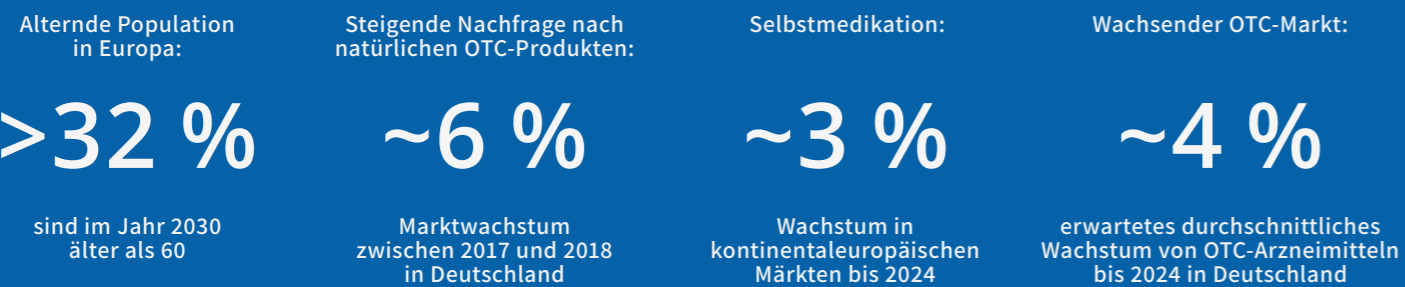 Alternde Population
in Europa:
>32 %
sind im Jahr 2030
älter als 60
Steigende Nachfrage nach
natürlichen OTC-Produkten:
~6 %
Marktwachstum
zwischen 2017 und 2018
in Deutschland
Selbstmedikation:
~3 %
Wachstum in
kontinentaleuropäischen
Märkten bis 2024
Wachsender OTC-Markt:
~4 %
erwartetes durchschnittliches
Wachstum von OTC-Arzneimitteln
bis 2024 in Deutschland